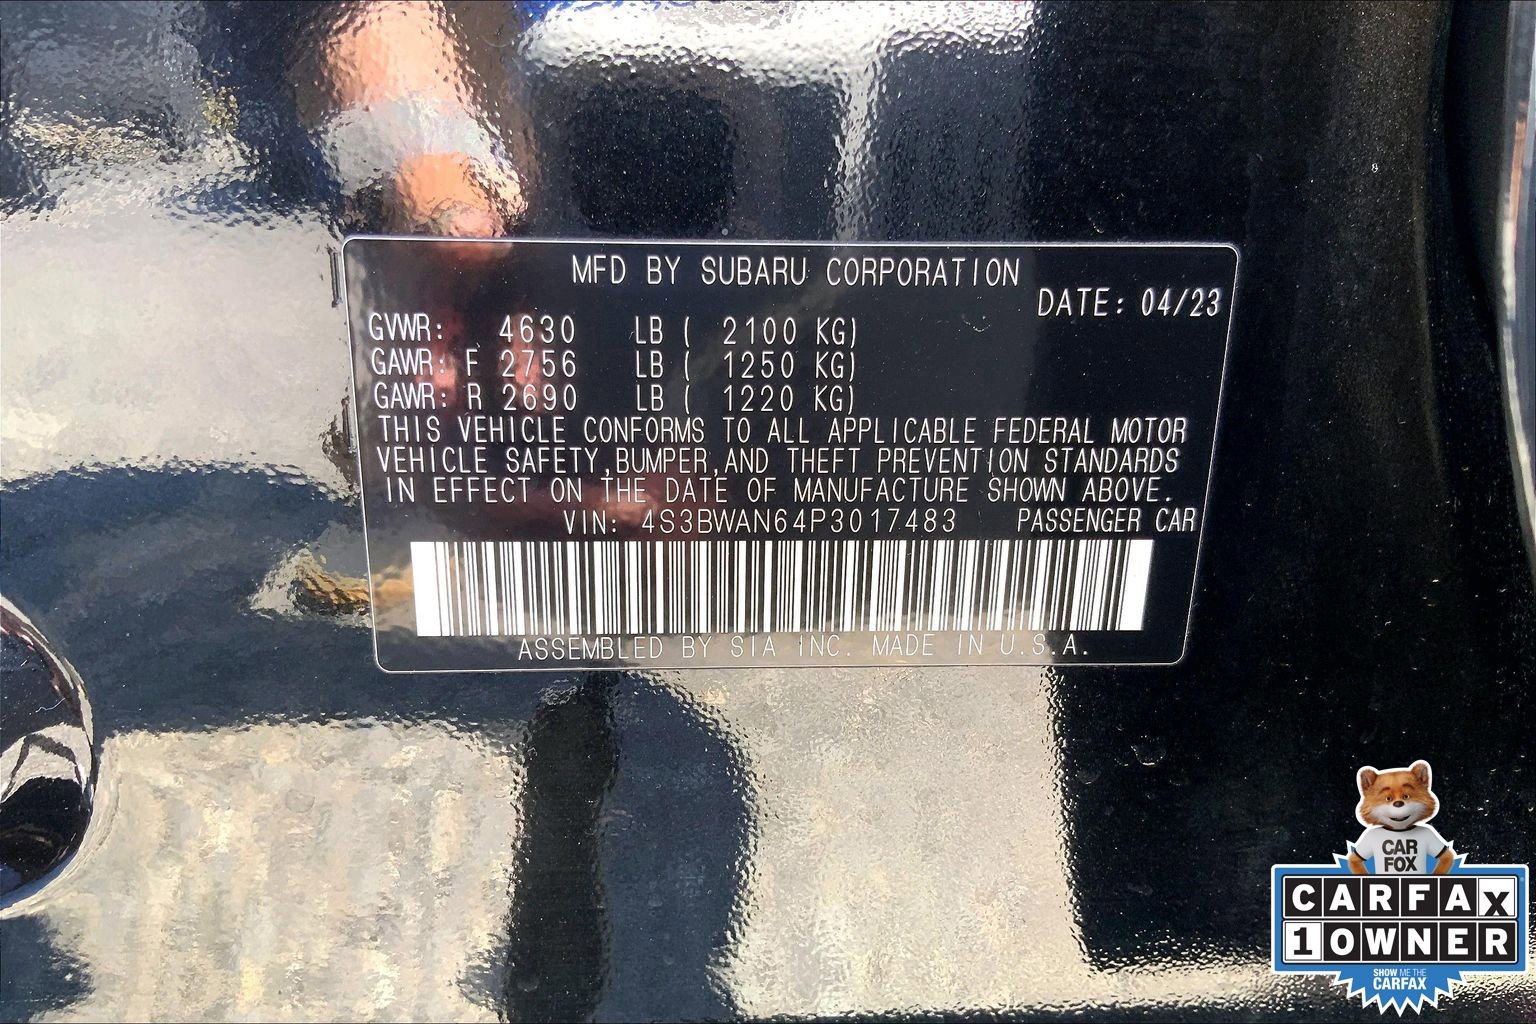 MFD BY SUBARU CORPORATION
DATE: 04/23
GVWR: 4630 LB ( 2100 KG)
GAWR: F 2756 LB ( 1250 KG)
GAWR: R 2690 LB ( 1220 KG)
THIS VEHICLE CONFORMS TO ALL APPLICABLE FEDERAL MOTOR
VEHICLE SAFETY,BUMPER,AND THEFT PREVENTION STANDARDS
IN EFFECT ON THE DATE OF MANUFACTURE SHOWN ABOVE.
VIN: 4S3BWAN64P3017483 PASSENGER CAR
ASSEMBLED BY SIA INC. MADE IN U.S.A.
CAR
FOX
CARFAX
1 OWNER
SHOW ME THE
CARFAX